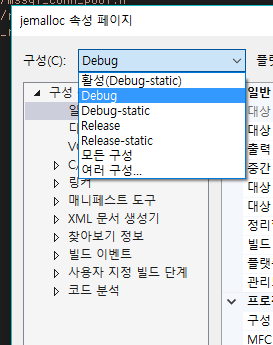 jemalloc 속성 페이지
구성(C):
Debug
플랫
활성(Debug-static)
Debug
Debug-static
Release
Release-static
모든 구성
여러 구성...
구성
링커
매니페스트 도구
XML 문서 생성기
찾아보기 정보
빌드 이벤트
사용자 지정 빌드 단계
코드 분석
일반
대상
대상
출력
중간
대상
대상
정리
빌드
플랫
관리
프로젝
구성
MFC